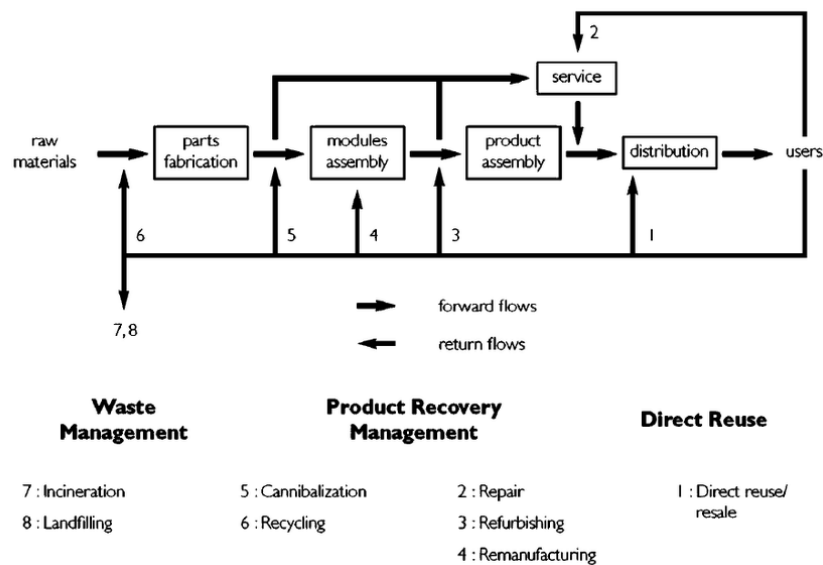 2
service
raw
materials
parts
fabrication
modules
assembly
product
assembly
distribution
users
6
5
4
3
1
7,8
forward flows
return flows
Waste
Management
Product Recovery
Management
Direct Reuse
7 : Incineration
8 : Landfilling
5 : Cannibalization
6 : Recycling
2 : Repair
3 : Refurbishing
4 : Remanufacturing
1 : Direct reuse/
resale